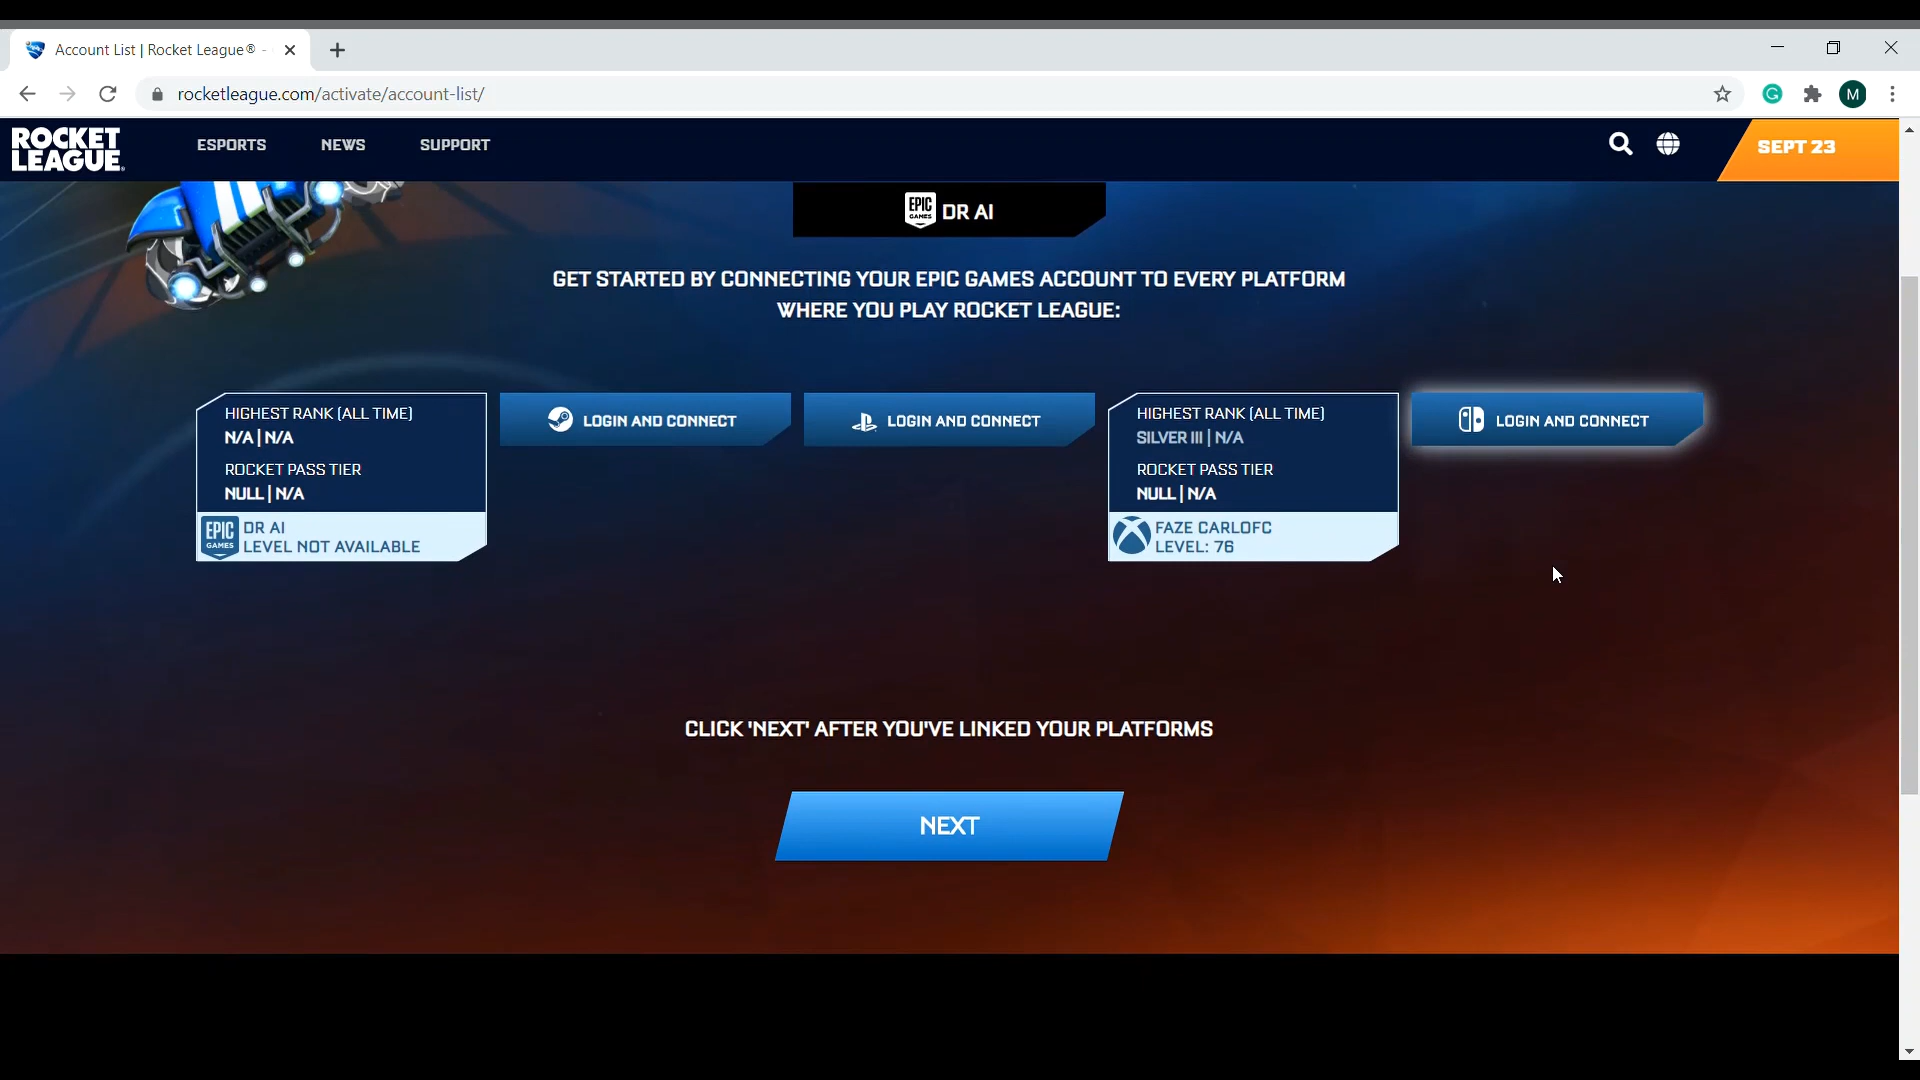 Account List | Rocket League® -
rocketleague.com/activate/account-list/
M
ROCKET
LEAGUE®
ESPORTS
NEWS
SUPPORT
SEPT 23
EPIC
GAMES
DR AI
GET STARTED BY CONNECTING YOUR EPIC GAMES ACCOUNT TO EVERY PLATFORM
WHERE YOU PLAY ROCKET LEAGUE:
HIGHEST RANK (ALL TIME)
N/A | N/A
ROCKET PASS TIER
NULL | N/A
EPIC
GAMES
DR AI
LEVEL NOT AVAILABLE
LOGIN AND CONNECT
LOGIN AND CONNECT
HIGHEST RANK (ALL TIME)
SILVER III | N/A
ROCKET PASS TIER
NULL | N/A
FAZE CARLOFC
LEVEL: 76
LOGIN AND CONNECT
CLICK 'NEXT' AFTER YOU'VE LINKED YOUR PLATFORMS
NEXT